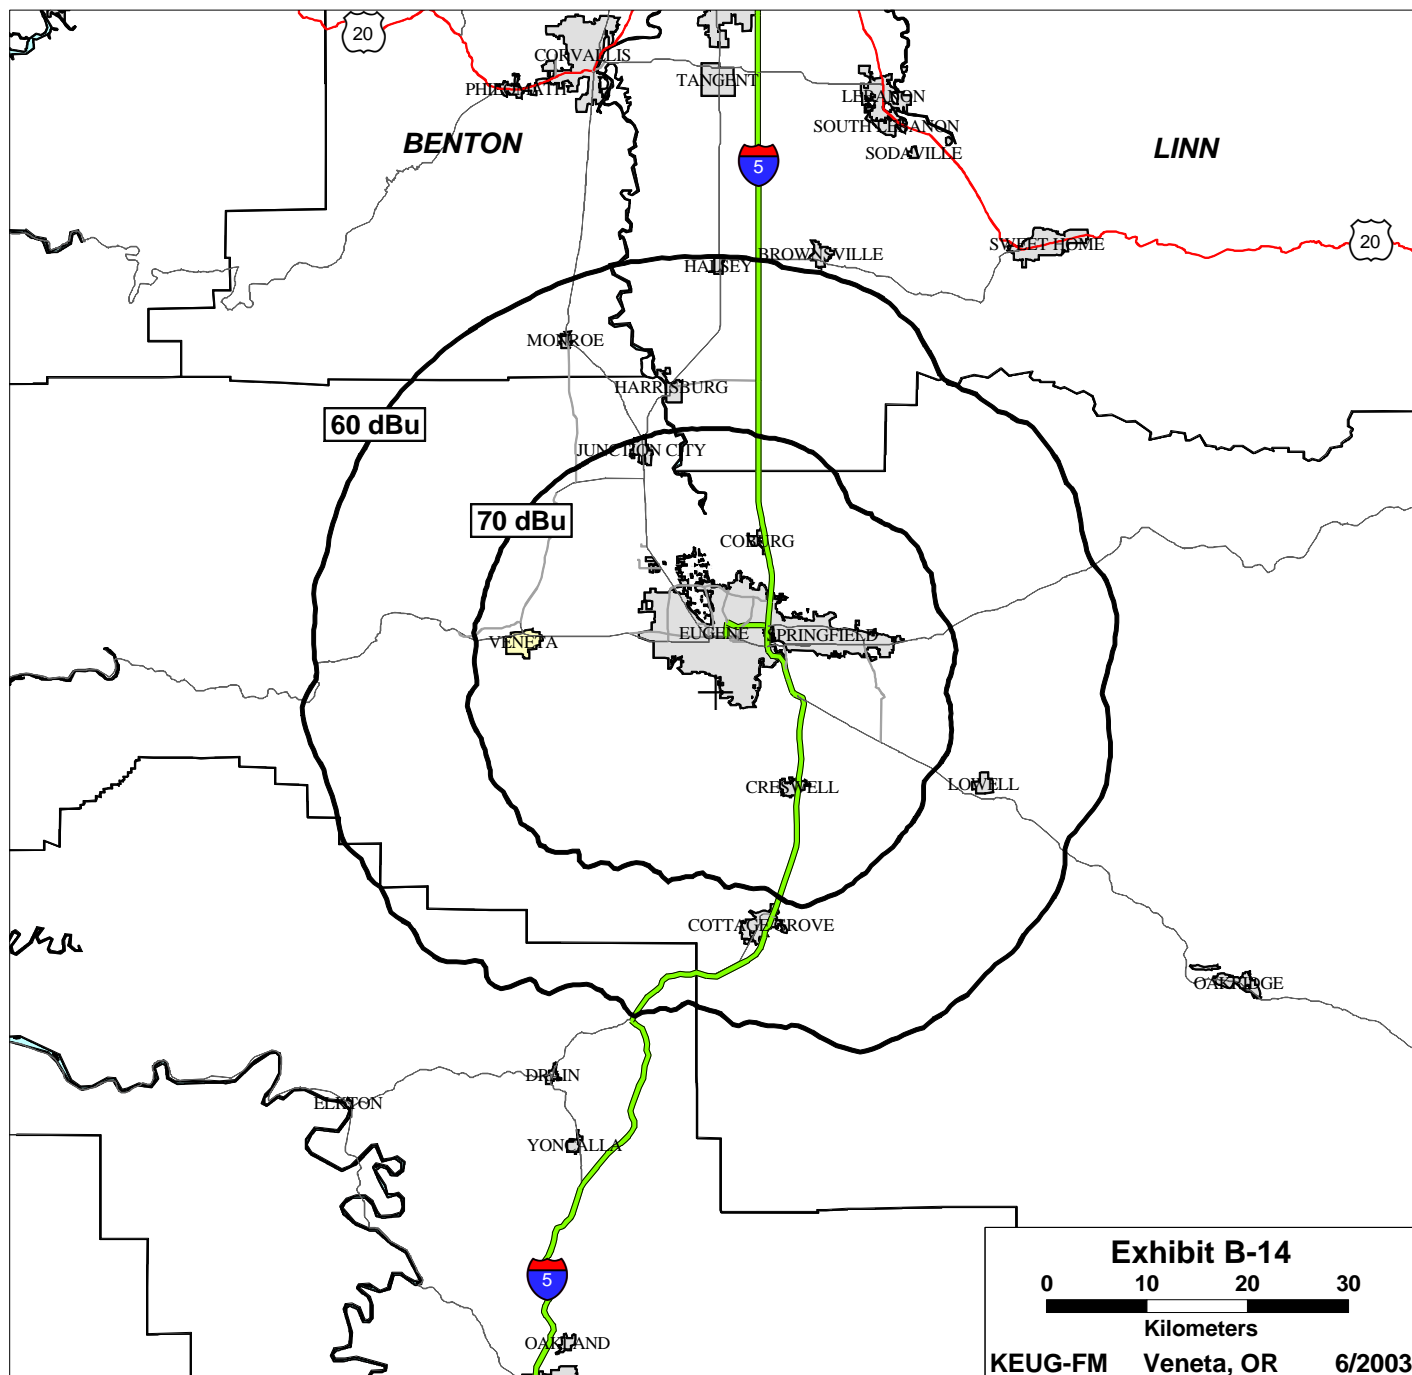 20
CORVALLIS
PHILOMATH
TANGENT
LEBANON
SOUTH LEBANON
SODAVILLE
BENTON
LINN
5
SWEET HOME
20
BROWNSVILLE
HALSEY
MONROE
HARRISBURG
60 dBu
JUNCTION CITY
70 dBu
COBURG
VENETA
EUGENE
SPRINGFIELD
CRESWELL
LOWELL
COTTAGE GROVE
OAKRIDGE
DRAIN
ELKTON
YONCALLA
5
OAKLAND
Exhibit B-14
0 10 20 30
Kilometers
KEUG-FM Veneta, OR 6/2003